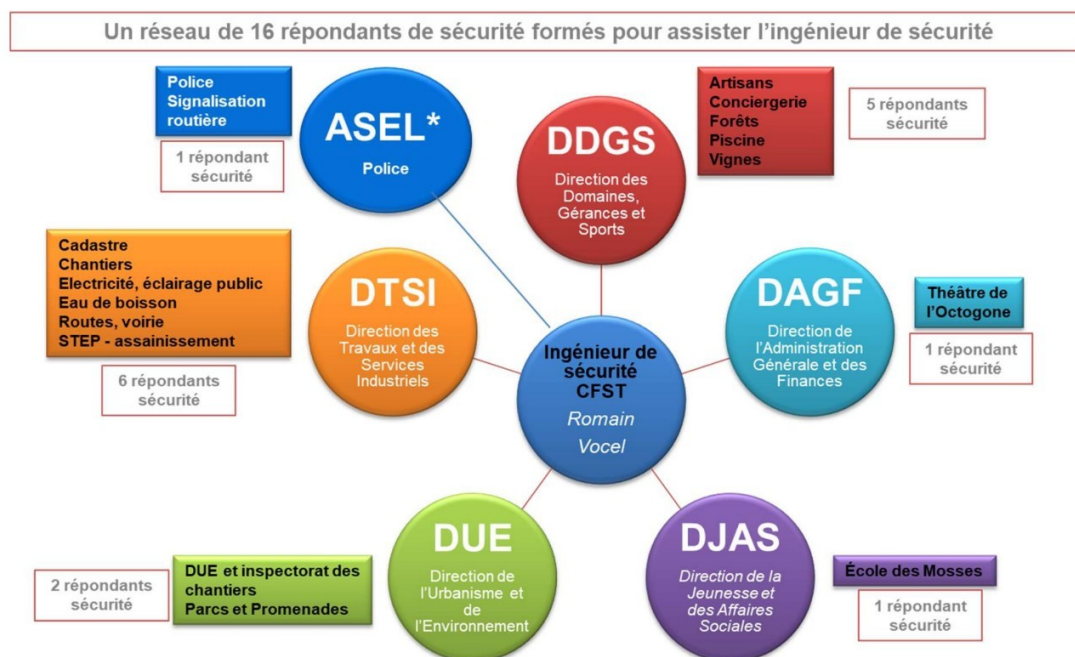 Un réseau de 16 répondants de sécurité formés pour assister l'ingénieur de sécurité
Police
Signalisation
routière
1 répondant
sécurité
ASEL*
Police
DDGS
Direction des
Domaines,
Gérances et
Sports
Artisans
Conciergerie
Forêts
Piscine
Vignes
5 répondants
sécurité
Cadastre
Chantiers
Electricité, éclairage public
Eau de boisson
Routes, voirie
STEP - assainissement
6 répondants
sécurité
DTSI
Direction des
Travaux et des
Services
Industriels
Ingénieur de
sécurité
CFST
Romain
Vocel
DAGF
Direction de
l'Administration
Générale et des
Finances
Théâtre de
l'Octogone
1 répondant
sécurité
2 répondants
sécurité
DUE et inspectorat des
chantiers
Parcs et Promenades
DUE
Direction de
l'Urbanisme et
de
l'Environnement
DJAS
Direction de la
Jeunesse et
des Affaires
Sociales
École des Mosses
1 répondant
sécurité